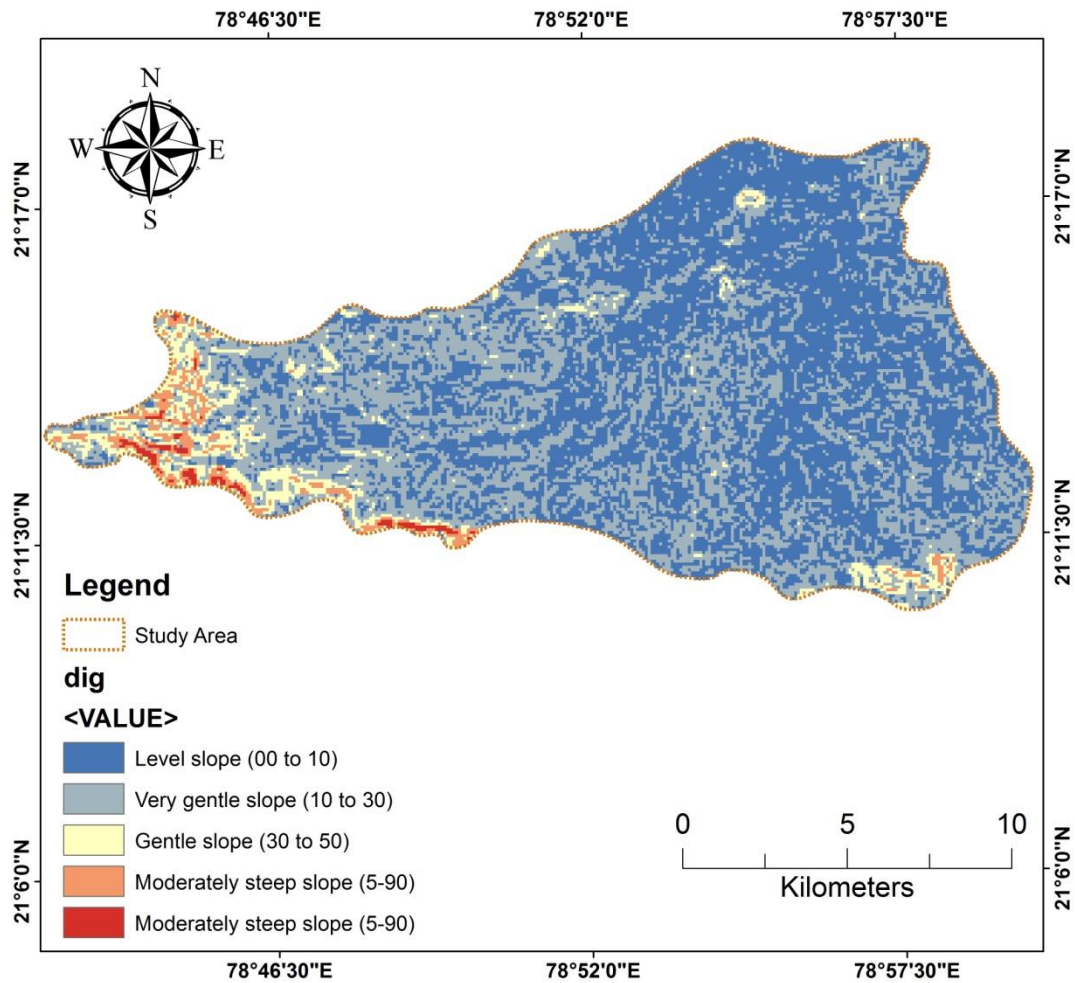 78°46'30"E 78°52'0"E 78°57'30"E
N
W E
S
21°17'0"N 21°17'0"N
21°11'30"N 21°11'30"N
Legend
Study Area
dig
<VALUE>
Level slope (00 to 10)
Very gentle slope (10 to 30)
Gentle slope (30 to 50)
Moderately steep slope (5-90)
Moderately steep slope (5-90)
0 5 10
Kilometers
21°6'0"N 21°6'0"N
78°46'30"E 78°52'0"E 78°57'30"E